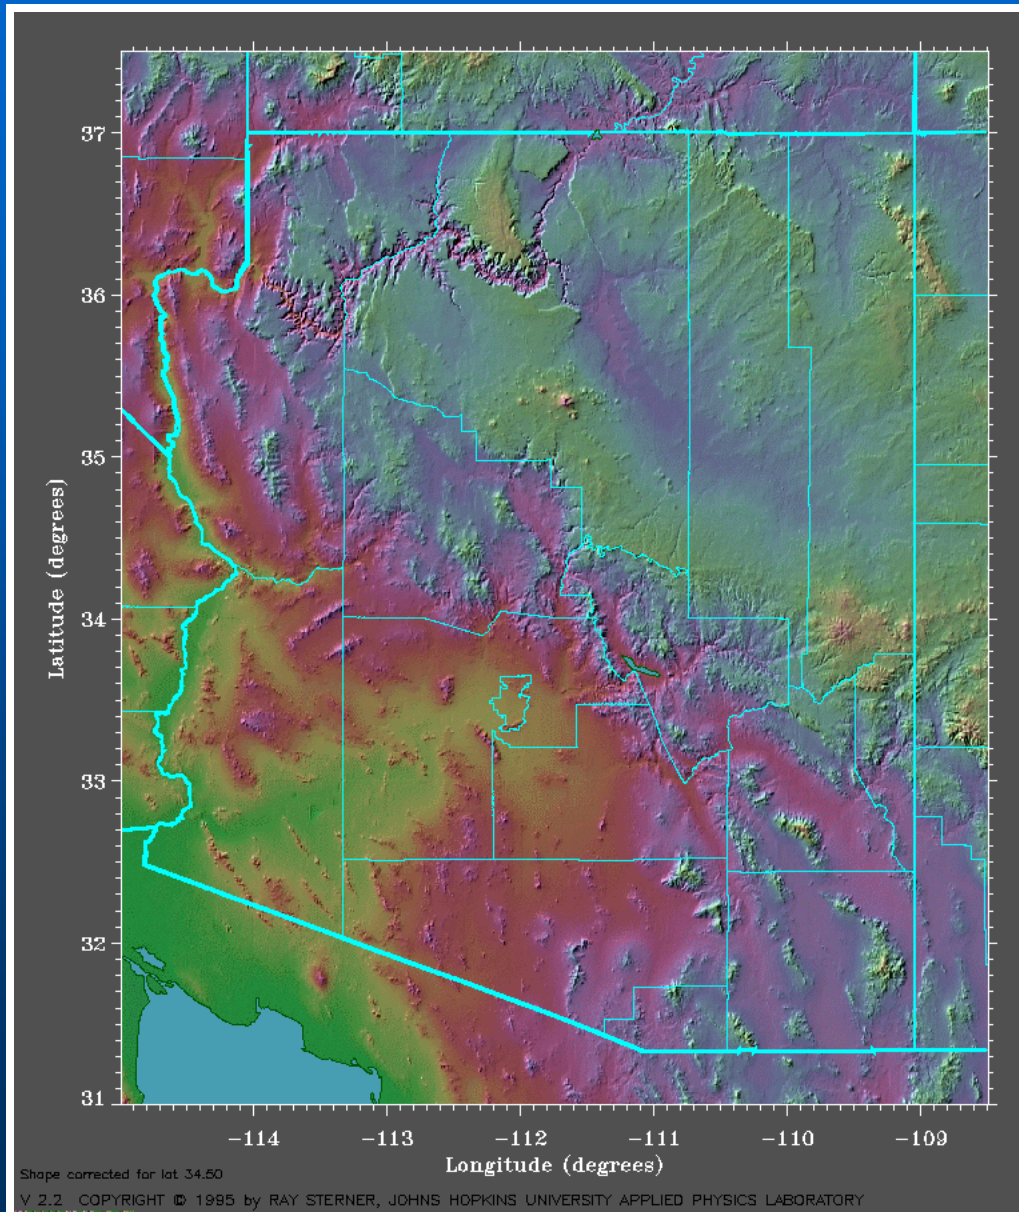 37
36
35
34
33
32
31
Latitude (degrees)
-114 -113 -112 -111 -110 -109
Longitude (degrees)
Shape corrected for lat 34.50
V 2.2 COPYRIGHT © 1995 by RAY STERNER, JOHNS HOPKINS UNIVERSITY APPLIED PHYSICS LABORATORY